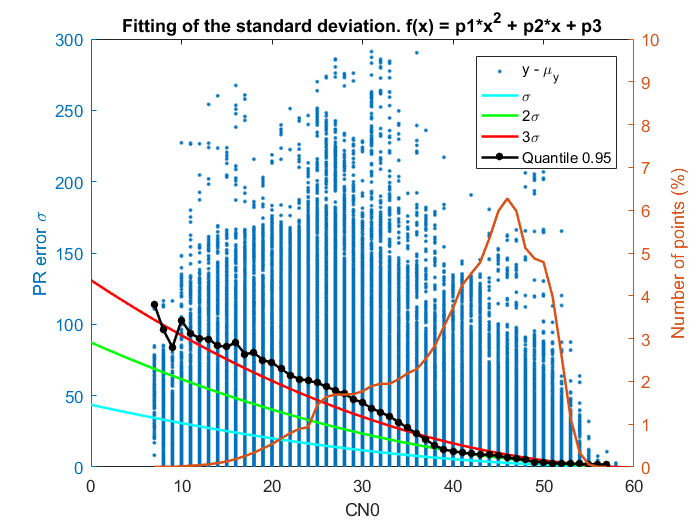 Fitting of the standard deviation. f(x) = p1*x² + p2*x + p3
300
250
200
150
100
50
0
PR error σ
y - μ_y
σ
2σ
3σ
Quantile 0.95
10
9
8
7
6
5
4
3
2
1
0
Number of points (%)
0 10 20 30 40 50 60
CN0